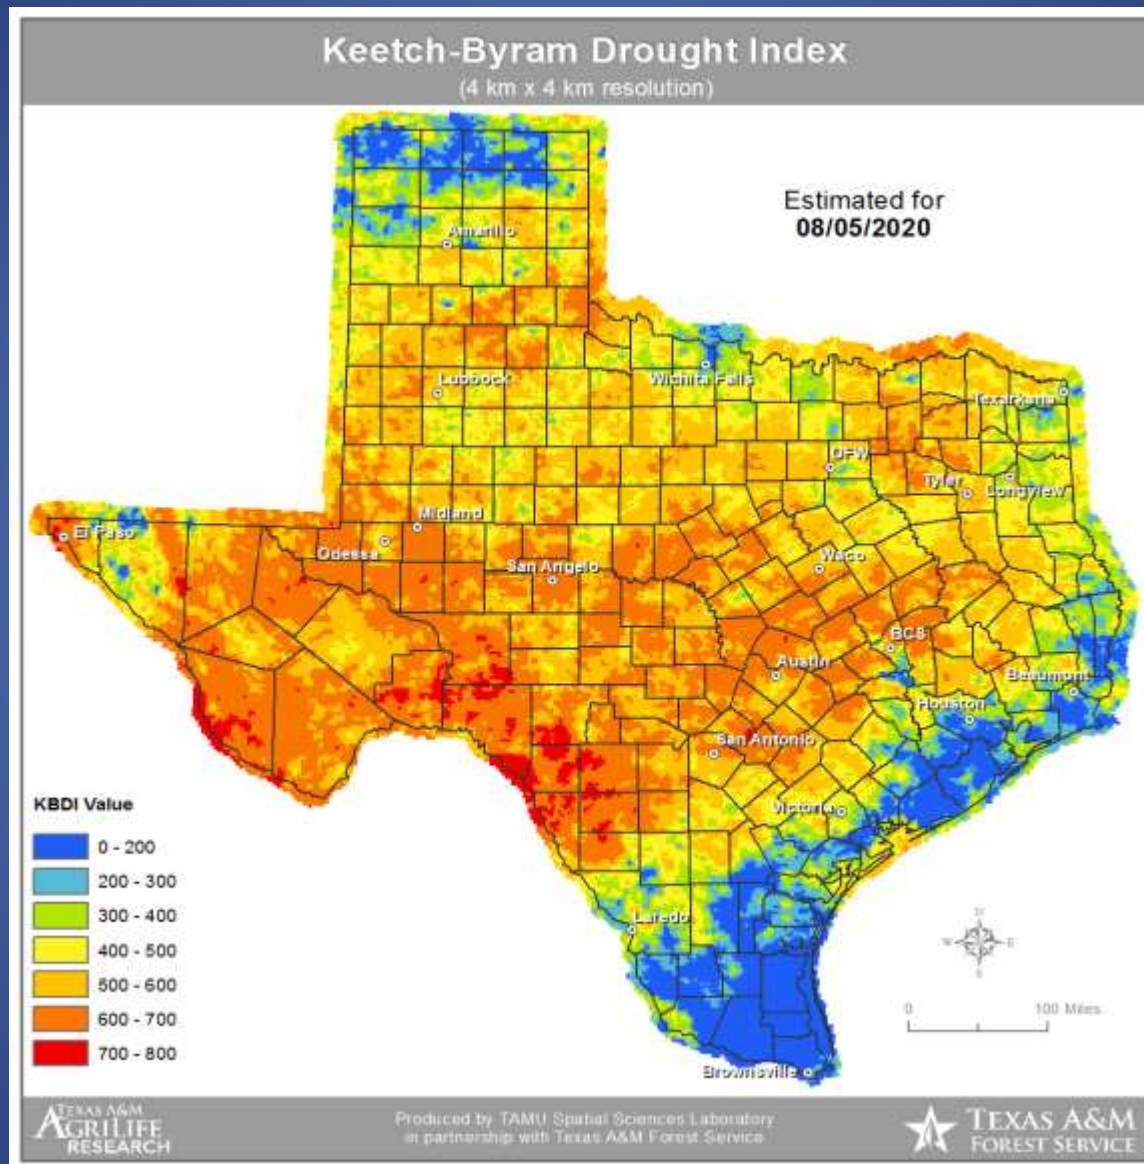 Keetch-Byram Drought Index
(4 km x 4 km resolution)
Estimated for
08/05/2020
Amarillo
Lubbock
Wichita Falls
Texarkana
DFW
Tyler
Longview
Midland
El Paso
Odessa
San Angelo
Waco
BCS
Austin
Beaumont
Houston
San Antonio
Victoria
Laredo
Brownsville
KBDI Value
0 - 200
200 - 300
300 - 400
400 - 500
500 - 600
600 - 700
700 - 800
N
W E
S
0 100 Miles
TEXAS A&M
AGRILIFE
RESEARCH
Produced by TAMU Spatial Sciences Laboratory
in partnership with Texas A&M Forest Service
TEXAS A&M
FOREST SERVICE